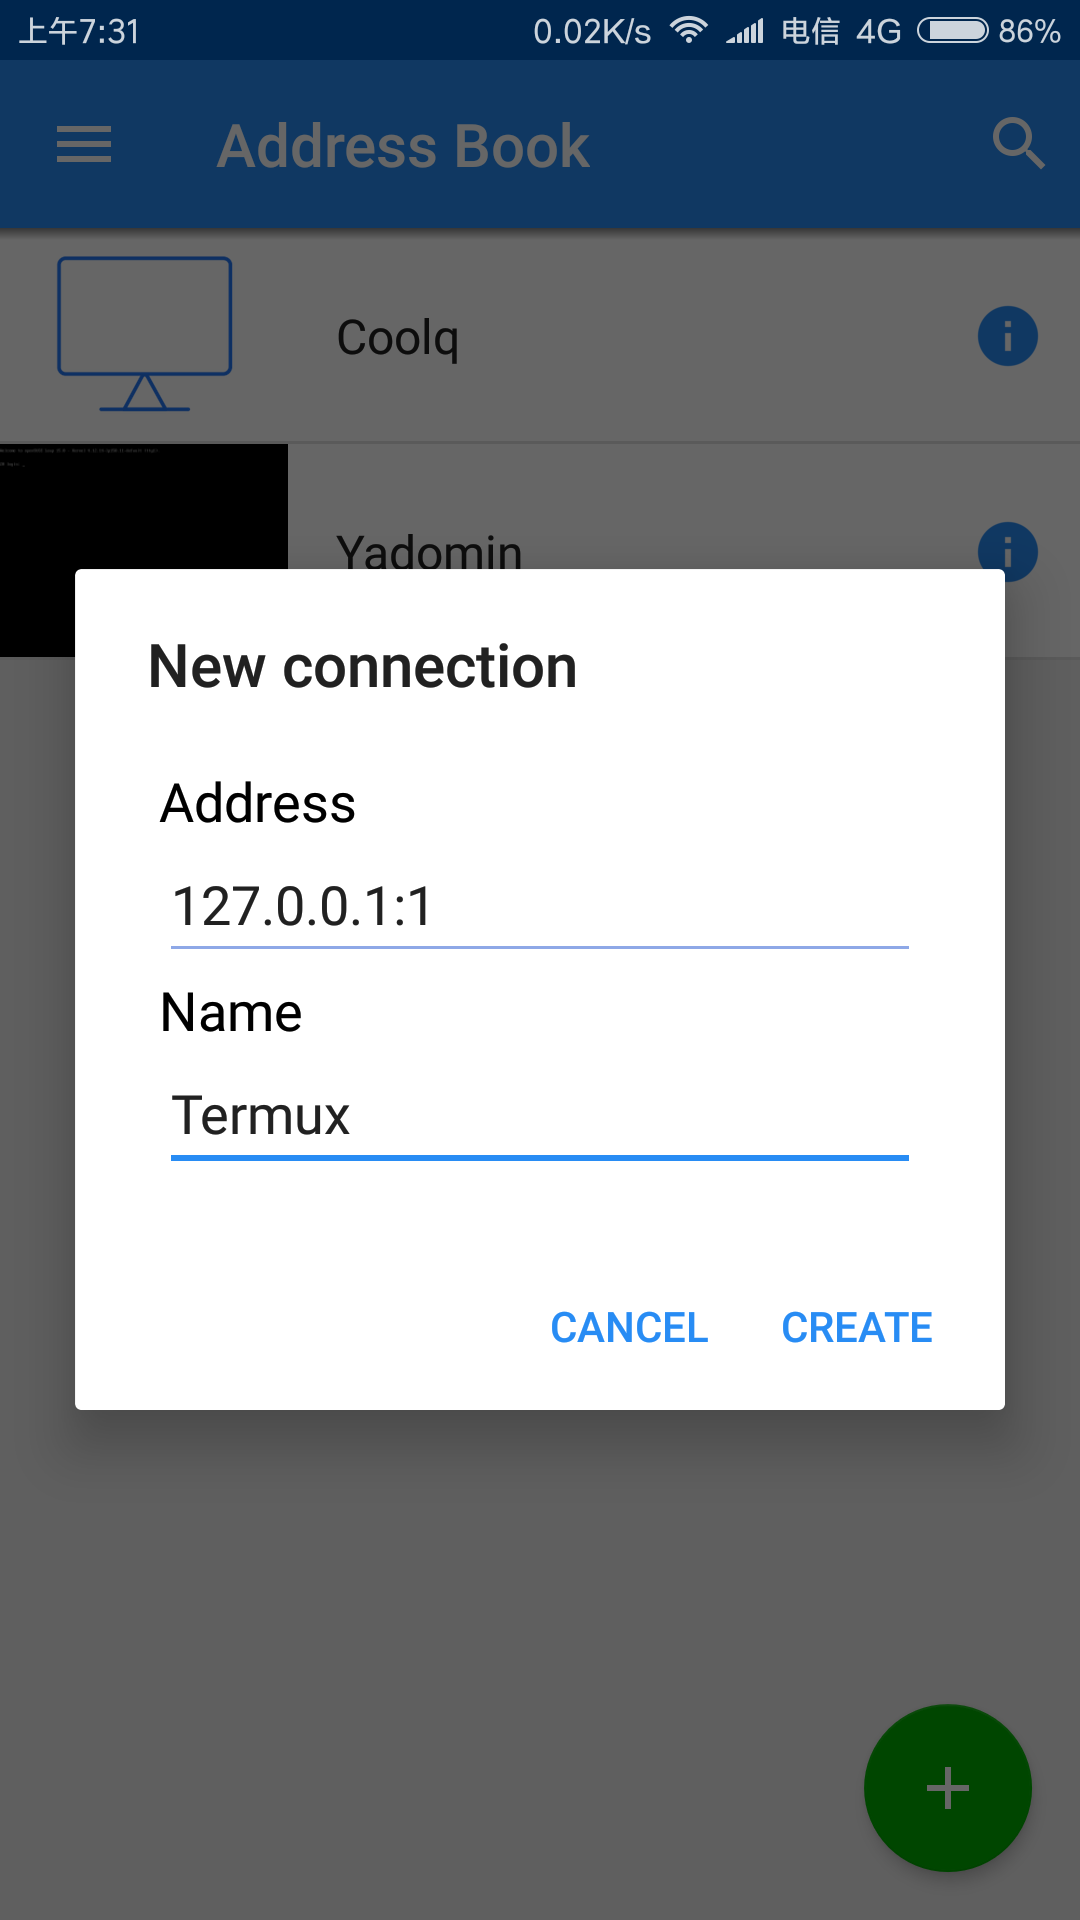 上午7:31 0.02K/s 电信 4G 86%
Address Book
Coolq
Yadomin
New connection
Address
127.0.0.1:1
Name
Termux
CANCEL CREATE